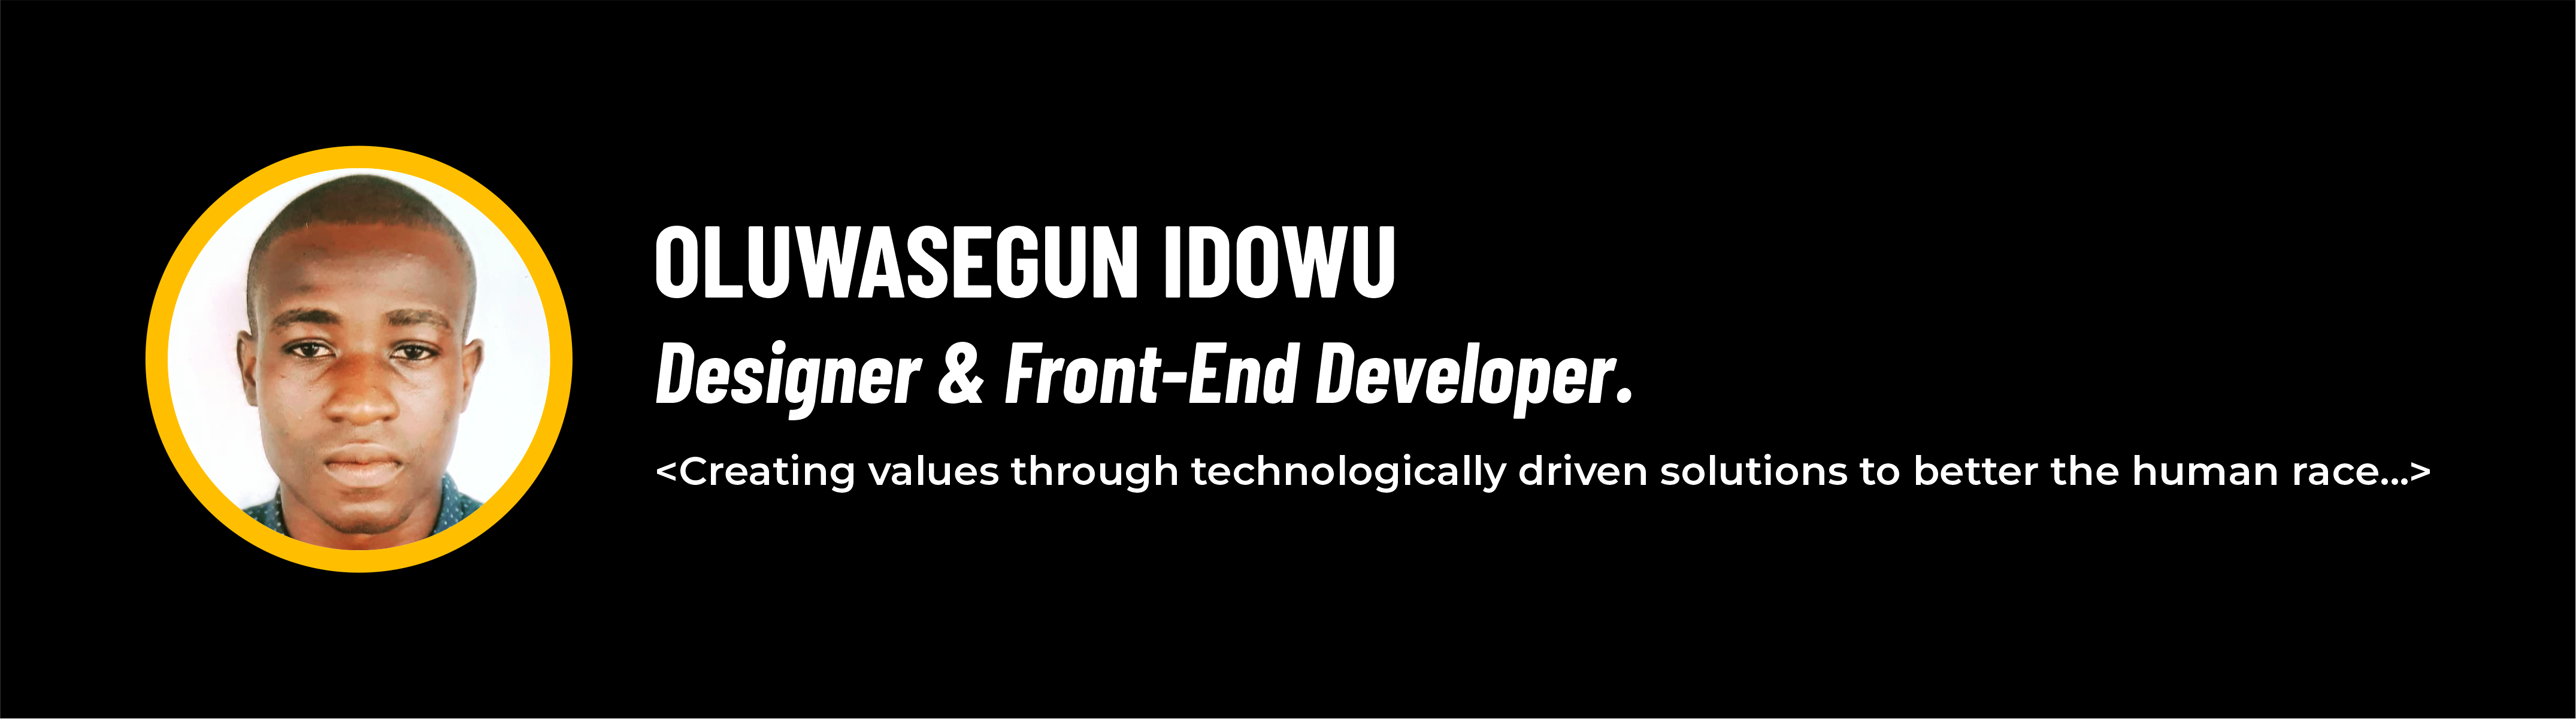 OLUWASEGUN IDOWU
Designer & Front-End Developer.
<Creating values through technologically driven solutions to better the human race...>